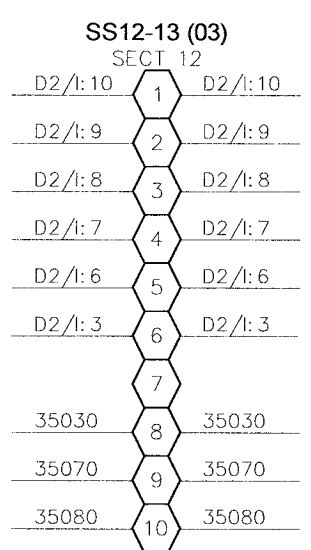 SS12-13 (03)
SECT 12
D2/I:10 1 D2/I:10
D2/I:9 2 D2/I:9
D2/I:8 3 D2/I:8
D2/I:7 4 D2/I:7
D2/I:6 5 D2/I:6
D2/I:3 6 D2/I:3
7
35030 8 35030
35070 9 35070
35080 10 35080